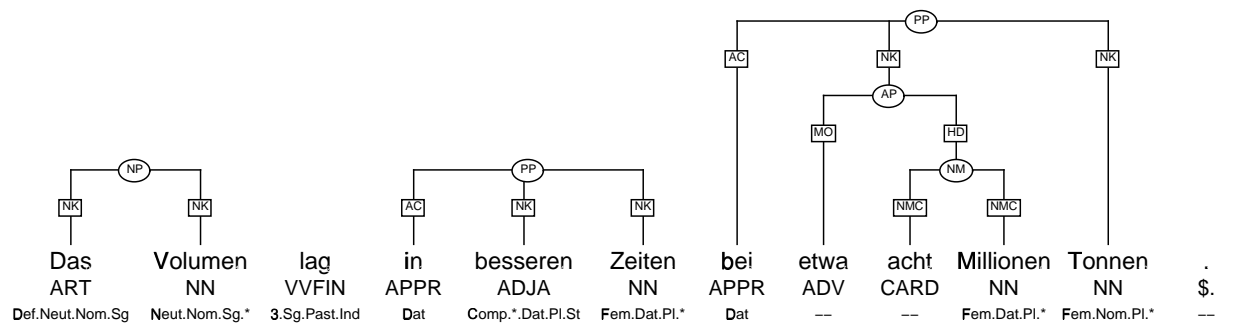 PP
AC NK NK
AP
MO HD
NP PP NM
NK NK AC NK NK NMC NMC
Das Volumen lag in besseren Zeiten bei etwa acht Millionen Tonnen .
ART NN VVFIN APPR ADJA NN APPR ADV CARD NN NN $.
Def.Neut.Nom.Sg Neut.Nom.Sg.* 3.Sg.Past.Ind Dat Comp.*.Dat.Pl.St Fem.Dat.Pl.* Dat -- -- Fem.Dat.Pl.* Fem.Nom.Pl.* --